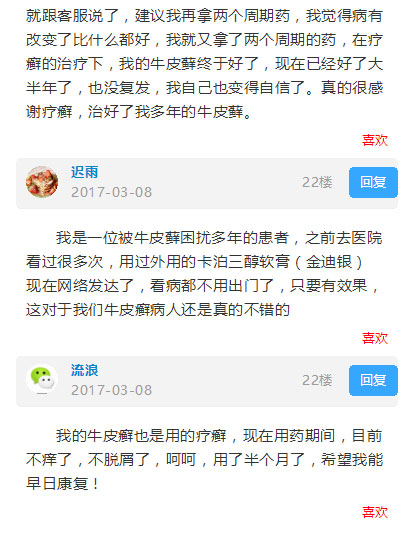 就跟客服说了，建议我再拿两个周期药，我觉得病有
改变了比什么都好，我就又拿了两个周期的药，在疗
癣的治疗下，我的牛皮藓终于好了，现在已经好了大
半年了，也没复发，我自己也变得自信了。真的很感
谢疗癣，治好了我多年的牛皮藓。
喜欢
迟雨
2017-03-08
22楼
回复
我是一位被牛皮藓困扰多年的患者，之前去医院
看过很多次，用过外用的卡泊三醇软膏（金迪银）
现在网络发达了，看病都不用出门了，只要有效果，
这对于我们牛皮癣病人还是真的不错的
喜欢
流浪
2017-03-08
22楼
回复
我的牛皮癣也是用的疗癣，现在用药期间，目前
不痒了，不脱屑了，呵呵，用了半个月了，希望我能
早日康复！
喜欢